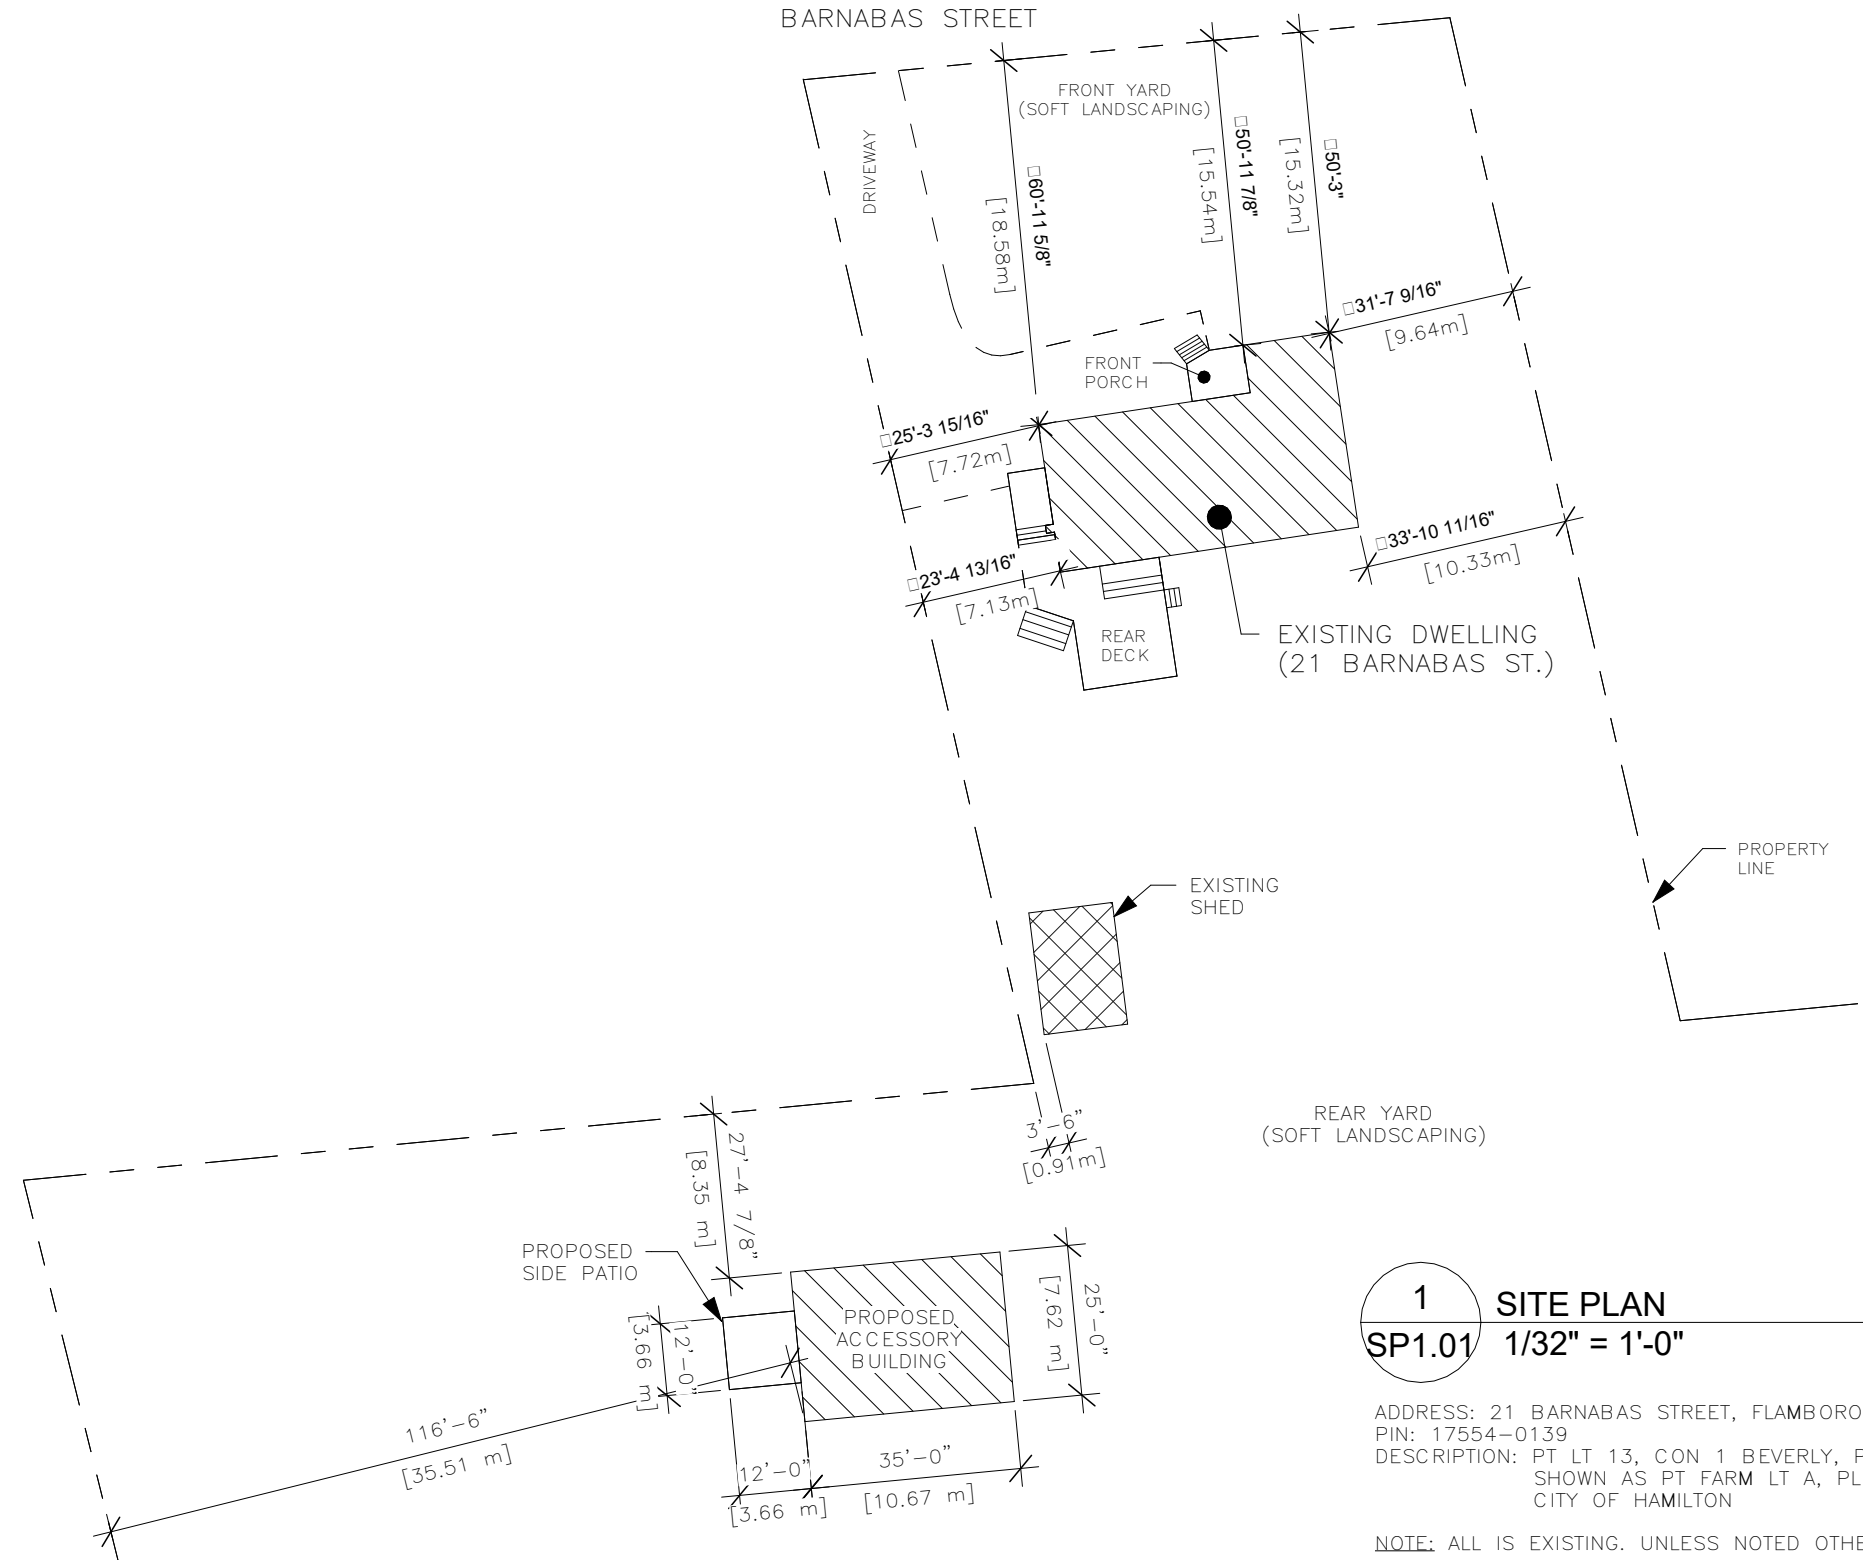 BARNABAS STREET
FRONT YARD
(SOFT LANDSCAPING)
DRIVEWAY
□60'-11 5/8"
[18.58m]
□50'-11 7/8"
[15.54m]
□50'-3"
[15.32m]
□31'-7 9/16"
[9.64m]
FRONT
PORCH
□25'-3 15/16"
[7.72m]
□33'-10 11/16"
[10.33m]
□23'-4 13/16"
[7.13m]
REAR
DECK
EXISTING DWELLING
(21 BARNABAS ST.)
PROPERTY
LINE
EXISTING
SHED
3'-6"
[0.91m]
REAR YARD
(SOFT LANDSCAPING)
27'-4 7/8"
[8.35 m]
PROPOSED
SIDE PATIO
PROPOSED
ACCESSORY
BUILDING
25'-0"
[7.62 m]
12'-0"
[3.66 m]
116'-6"
[35.51 m]
12'-0"
[3.66 m]
35'-0"
[10.67 m]
1
SITE PLAN
SP1.01
1/32" = 1'-0"
ADDRESS: 21 BARNABAS STREET, FLAMBORO
PIN: 17554-0139
DESCRIPTION: PT LT 13, CON 1 BEVERLY, P
SHOWN AS PT FARM LT A, PL
CITY OF HAMILTON
NOTE: ALL IS EXISTING. UNLESS NOTED OTHE